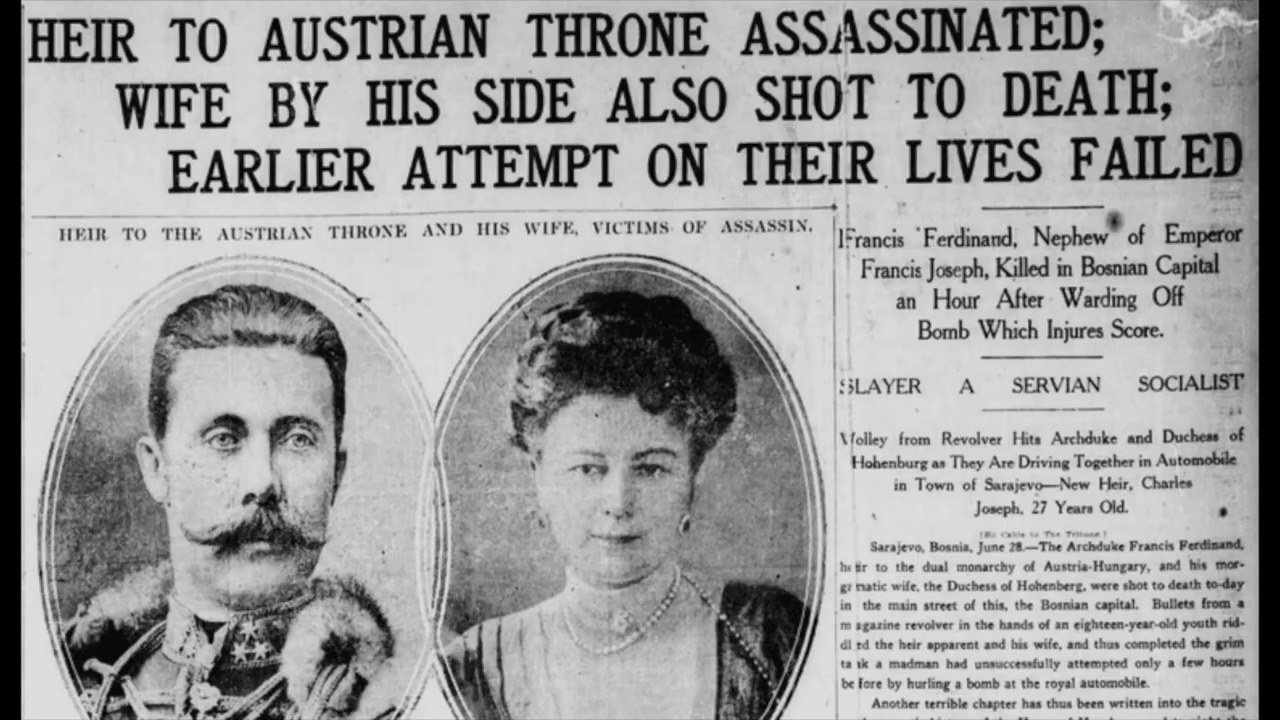 HEIR TO AUSTRIAN THRONE ASSASSINATED;
WIFE BY HIS SIDE ALSO SHOT TO DEATH;
EARLIER ATTEMPT ON THEIR LIVES FAILED
HEIR TO THE AUSTRIAN THRONE AND HIS WIFE, VICTIMS OF ASSASSIN.
Francis Ferdinand, Nephew of Emperor
Francis Joseph, Killed in Bosnian Capital
an Hour After Warding Off
Bomb Which Injures Score.
SLAYER A SERVIAN SOCIALIST
Volley from Revolver Hits Archduke and Duchess of
Hohenburg as They Are Driving Together in Automobile
in Town of Sarajevo—New Heir, Charles
Joseph, 27 Years Old.
[By Cable to The Tribune.]
Sarajevo, Bosnia, June 28.—The Archduke Francis Ferdinand,
heir to the dual monarchy of Austria-Hungary, and his mor-
ganatic wife, the Duchess of Hohenberg, were shot to death to-day
in the main street of this, the Bosnian capital. Bullets from a
magazine revolver in the hands of an eighteen-year-old youth rid-
dled the heir apparent and his wife, and thus completed the grim
task a madman had unsuccessfully attempted only a few hours
before by hurling a bomb at the royal automobile.
Another terrible chapter has thus been written into the tragic